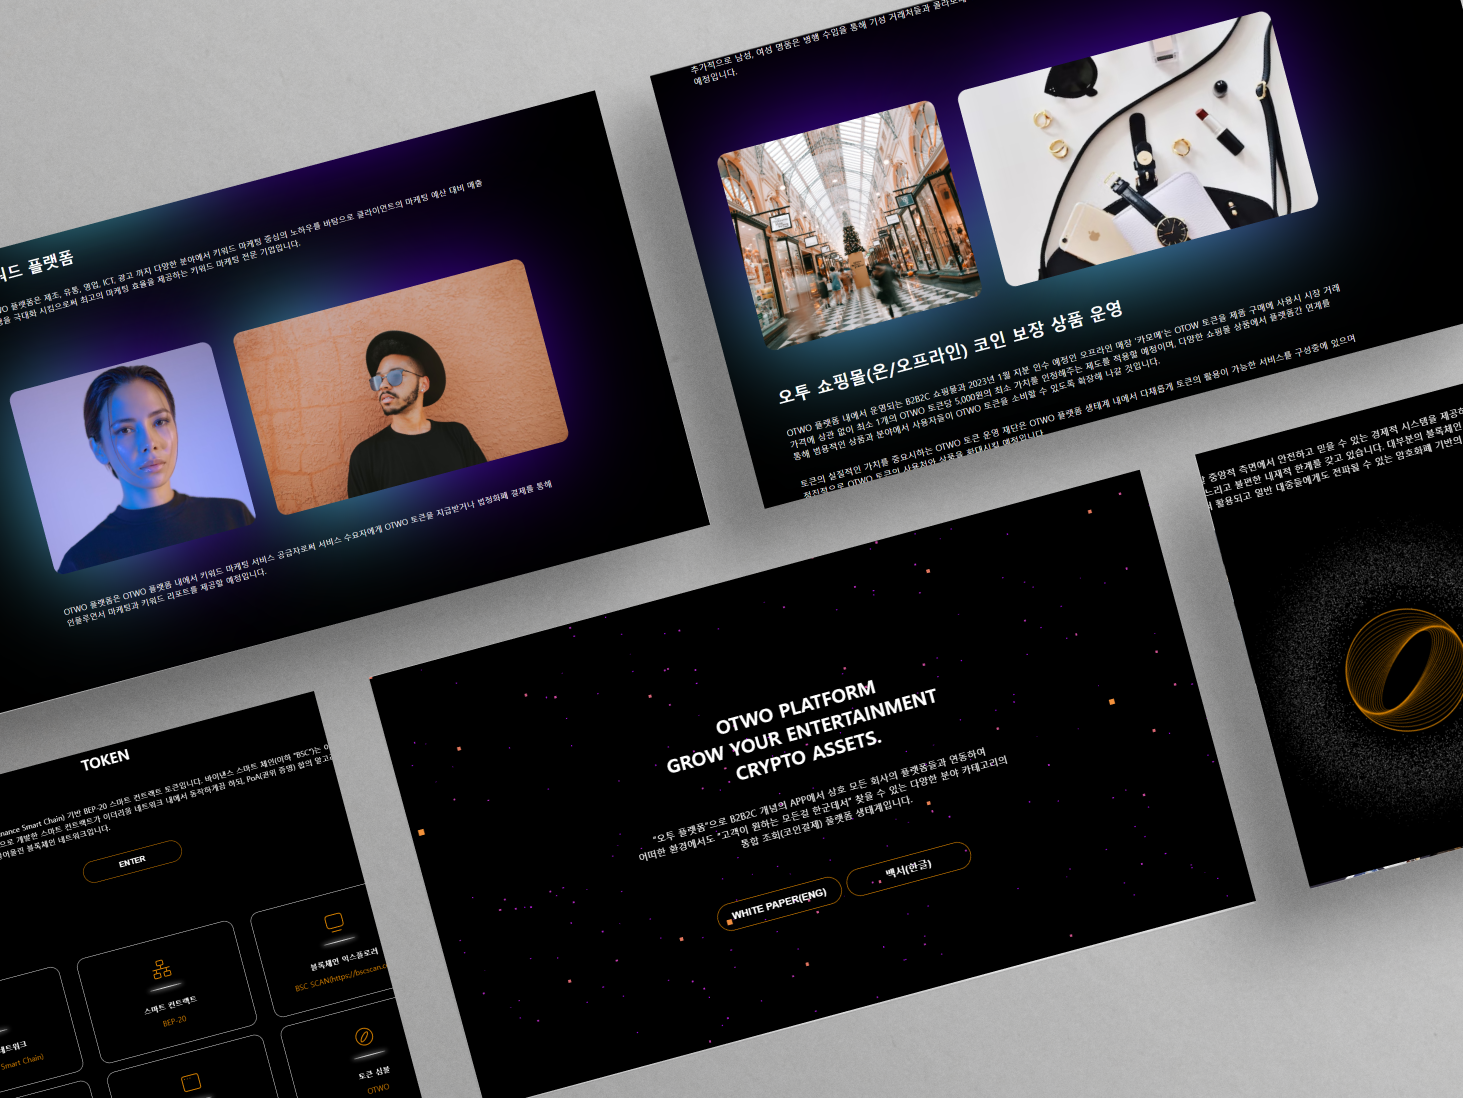 워드 플랫폼
플랫폼은 제조, 유통, 영업, ICT, 광고 까지 다양한 분야에서 키워드 마케팅 중심의 노하우를 바탕으로 클라이언트의 마케팅 예산 대비 매출
극대화 시킴으로써 최고의 마케팅 효율을 제공하는 키워드 마케팅 전문 기업입니다.
OTWO 플랫폼은 OTWO 플랫폼 내에서 키워드 마케팅 서비스 공급자로써 서비스 수요자에게 OTWO 토큰을 지급받거나 법정화폐 결제를 통해
인플루언서 마케팅과 키워드 리포트를 제공할 예정입니다.
추가적으로 남성, 여성 명품은 병행 수입을 통해 가성 거래처들과
예정입니다.
오투 쇼핑몰(온/오프라인) 코인 보장 상품 운영
OTWO 플랫폼 내에서 운영되는 B2B2C 쇼핑몰과 2023년 1월 지분 인수 예정인 오프라인 매장 '카모메'는 OTOW 토큰을 제품 구매에 사용시 시장 거래
가격에 상관 없이 최소 1개의 OTWO 토큰당 5,000원의 최소 가치를 인정해주는 제도를 적용할 예정이며, 다양한 쇼핑몰 상품에서 플랫폼간 연계를
통해 범용적인 상품과 분야에서 사용자들이 OTWO 토큰을 소비할 수 있도록 확장해 나갈 것입니다.
토큰의 실질적인 가치를 중요시하는 OTWO 토큰 운영 재단은 OTWO 플랫폼 생태계 내에서 다채롭게 토큰의 활용이 가능한 서비스를 구성중에 있으며
점진적으로 OTWO 토큰의 사용처와 상품을 확대시킬 예정입니다.
중앙적 측면에서 안전하고 믿을 수 있는 경제적 시스템을
느리고 불편한 내재적 한계를 갖고 있습니다. 대부분의 블록체인
활용되고 일반 대중들에게도 전파될 수 있는 암호화폐 기반의
OTWO PLATFORM
GROW YOUR ENTERTAINMENT
CRYPTO ASSETS.
"오투 플랫폼"으로 B2B2C 개념의 APP에서 상호 모든 회사의 플랫폼들과 연동하여
어떠한 환경에서도 "고객이 원하는 모든걸 한군데서" 찾을 수 있는 다양한 분야 카테고리의
통합 조회(코인결제) 플랫폼 생태계입니다.
WHITE PAPER(ENG)
백서(한글)
TOKEN
Smart Chain) 기반 BEP-20 스마트 컨트랙트 토큰입니다. 바이낸스 스마트 체인(이하 "BSC")는
개발한 스마트 컨트랙트가 이더리움 네트워크 내에서 동작하게끔 하되, PoA(권위 증명) 합의
블록체인 네트워크입니다.
ENTER
네트워크
Smart Chain)
스마트 컨트랙트
BEP-20
블록체인 익스플로러
BSC SCAN(https://bscscan.c
토큰 심볼
OTWO